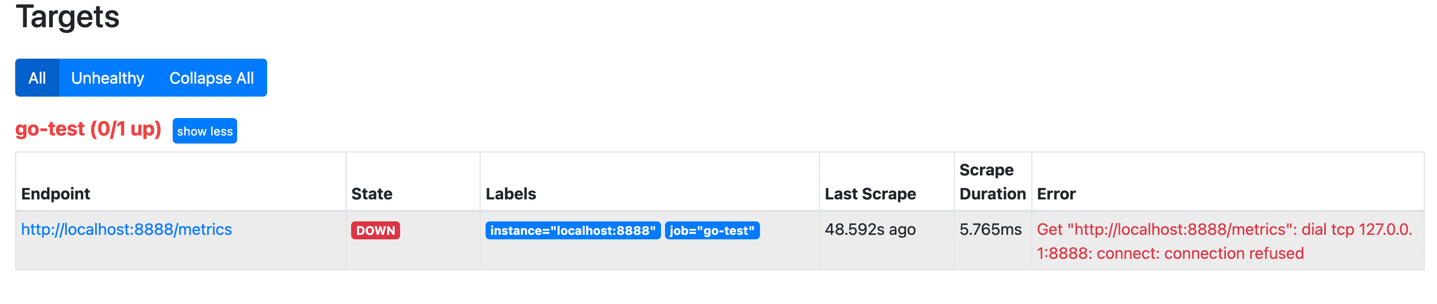 Targets
All Unhealthy Collapse All
go-test (0/1 up) show less
Endpoint State Labels Last Scrape Scrape Duration Error
http://localhost:8888/metrics DOWN instance="localhost:8888" job="go-test" 48.592s ago 5.765ms Get "http://localhost:8888/metrics": dial tcp 127.0.0.
1:8888: connect: connection refused